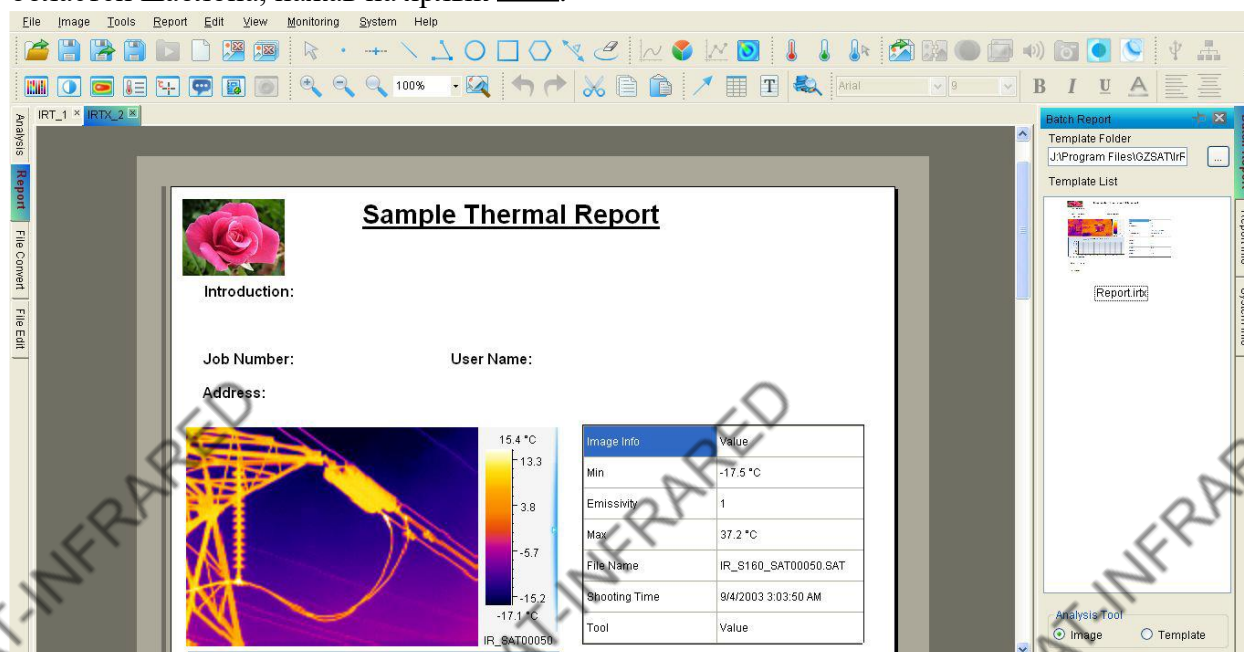 File Image Tools Report Edit View Monitoring System Help
100%
T Arial 9 B I U A
IRT_1 IRTX_2
Analysis
Report
File Convert
File Edit
Sample Thermal Report
Introduction:
Job Number: User Name:
Address:
15.4 °C
13.3
3.8
-5.7
-15.2
-17.1 °C
IR_SAT00050
Image Info Value
Min -17.5 °C
Emissivity 1
Max 37.2 °C
File Name IR_S160_SAT00050.SAT
Shooting Time 9/4/2003 3:03:50 AM
Tool Value
Batch Report
Template Folder
J:\Program Files\GZSAT\IrF ...
Template List
Report.irtx
Analysis Tool
Image Template
Report Info
System Info